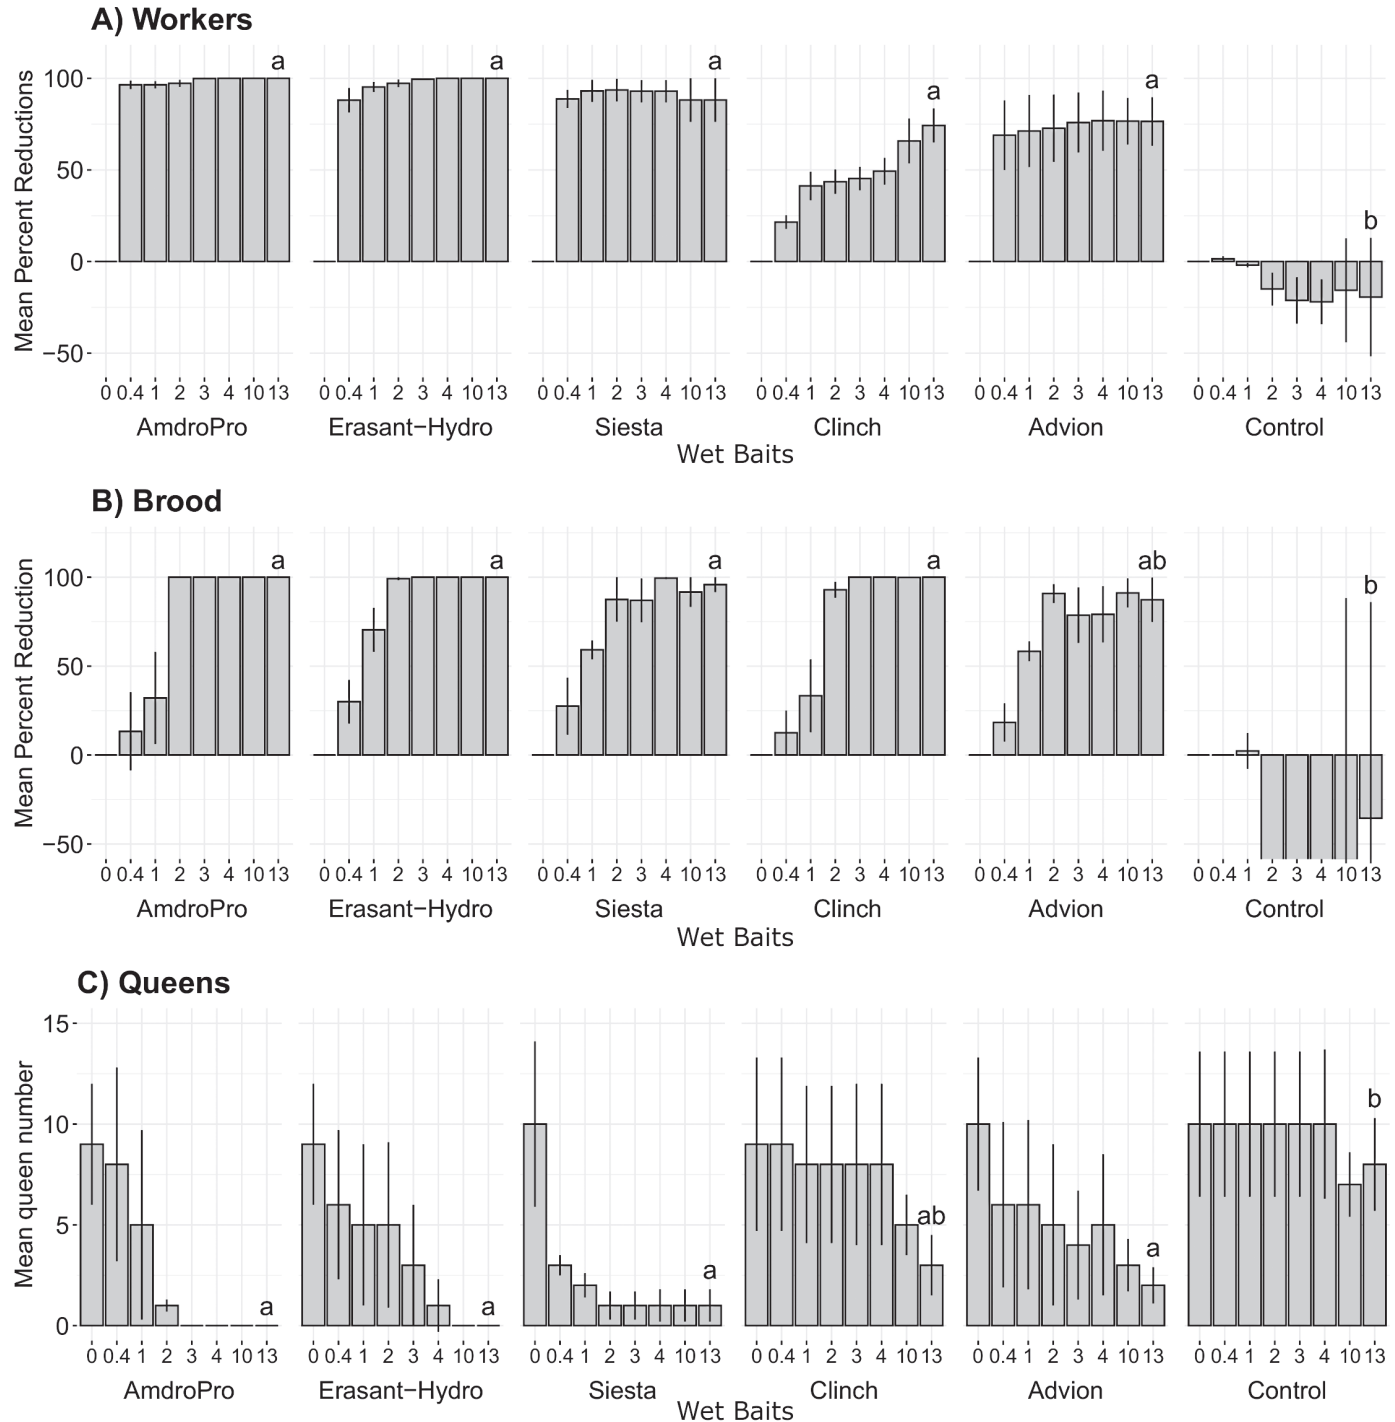 A) Workers
a a a a a b
Mean Percent Reductions
100
50
0
−50
0 0.4 1 2 3 4 10 13 0 0.4 1 2 3 4 10 13 0 0.4 1 2 3 4 10 13 0 0.4 1 2 3 4 10 13 0 0.4 1 2 3 4 10 13 0 0.4 1 2 3 4 10 13
AmdroPro Erasant−Hydro Siesta Clinch Advion Control
Wet Baits
B) Brood
a a a a ab b
Mean Percent Reduction
100
50
0
−50
0 0.4 1 2 3 4 10 13 0 0.4 1 2 3 4 10 13 0 0.4 1 2 3 4 10 13 0 0.4 1 2 3 4 10 13 0 0.4 1 2 3 4 10 13 0 0.4 1 2 3 4 10 13
AmdroPro Erasant−Hydro Siesta Clinch Advion Control
Wet Baits
C) Queens
Mean queen number
15
10
5
0
a a a ab a b
0 0.4 1 2 3 4 10 13 0 0.4 1 2 3 4 10 13 0 0.4 1 2 3 4 10 13 0 0.4 1 2 3 4 10 13 0 0.4 1 2 3 4 10 13 0 0.4 1 2 3 4 10 13
AmdroPro Erasant−Hydro Siesta Clinch Advion Control
Wet Baits